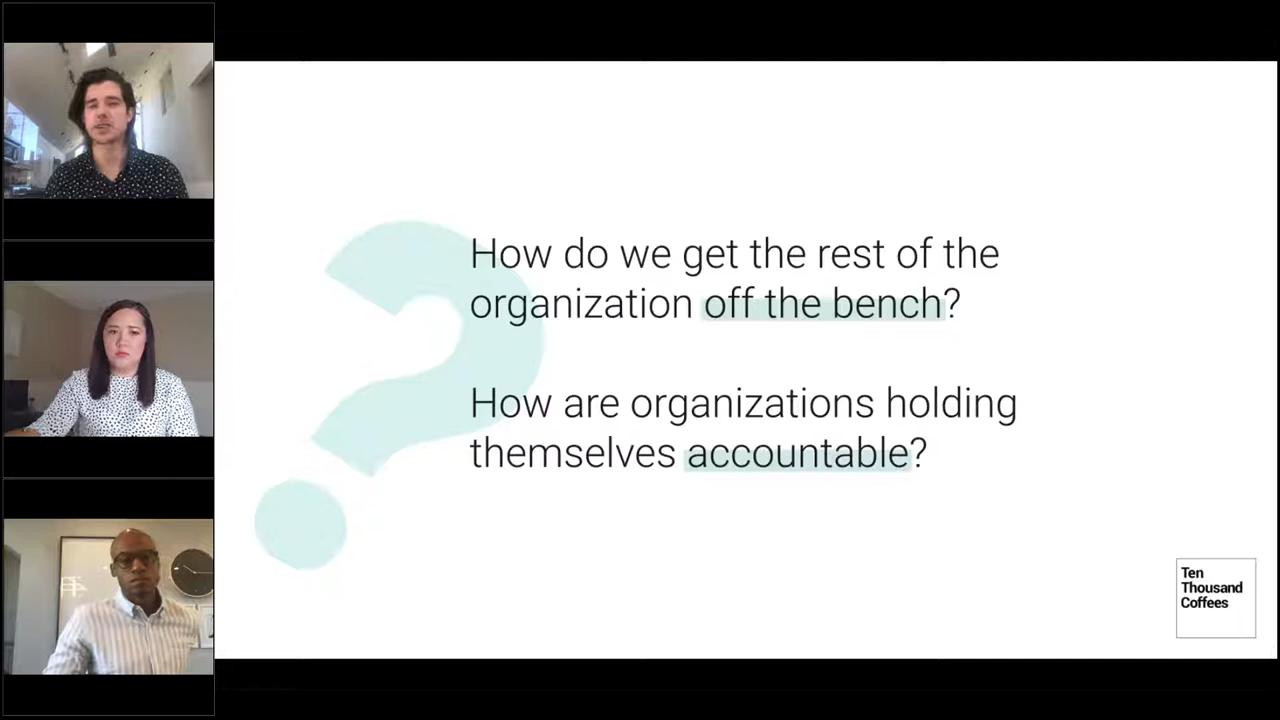 How do we get the rest of the
organization off the bench?
How are organizations holding
themselves accountable?
Ten
Thousand
Coffees